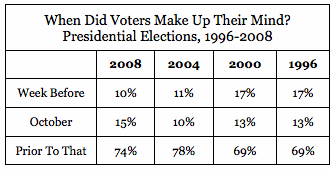 When Did Voters Make Up Their Mind?
Presidential Elections, 1996-2008
2008 2004 2000 1996
Week Before 10% 11% 17% 17%
October 15% 10% 13% 13%
Prior To That 74% 78% 69% 69%